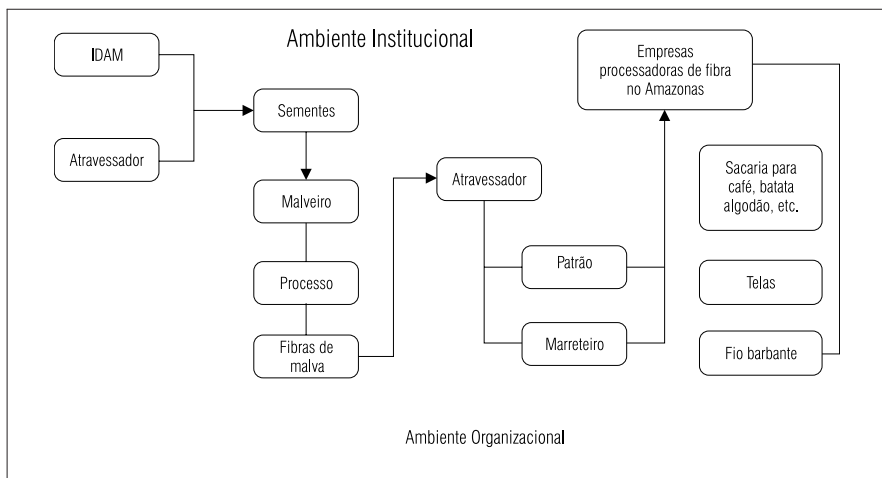 Ambiente Institucional
IDAM
Atravessador
Sementes
Malveiro
Processo
Fibras de
malva
Atravessador
Patrão
Marreteiro
Empresas
processadoras de fibra
no Amazonas
Sacaria para
café, batata
algodão, etc.
Telas
Fio barbante
Ambiente Organizacional